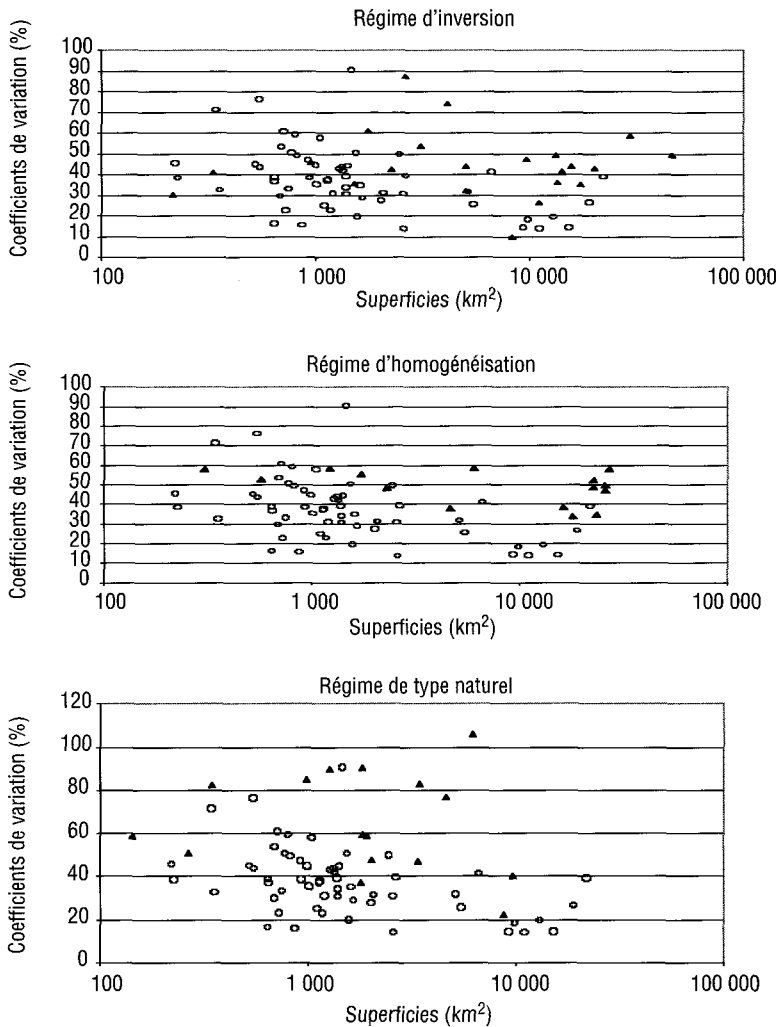 Régime d'inversion
Coefficients de variation (%)
100
90
80
70
60
50
40
30
20
10
0
100 1 000 10 000 100 000
Superficies (km²)
Régime d'homogénéisation
Coefficients de variation (%)
100
90
80
70
60
50
40
30
20
10
0
100 1 000 10 000 100 000
Superficies (km²)
Régime de type naturel
Coefficients de variation (%)
120
100
80
60
40
20
0
100 1 000 10 000 100 000
Superficies (km²)